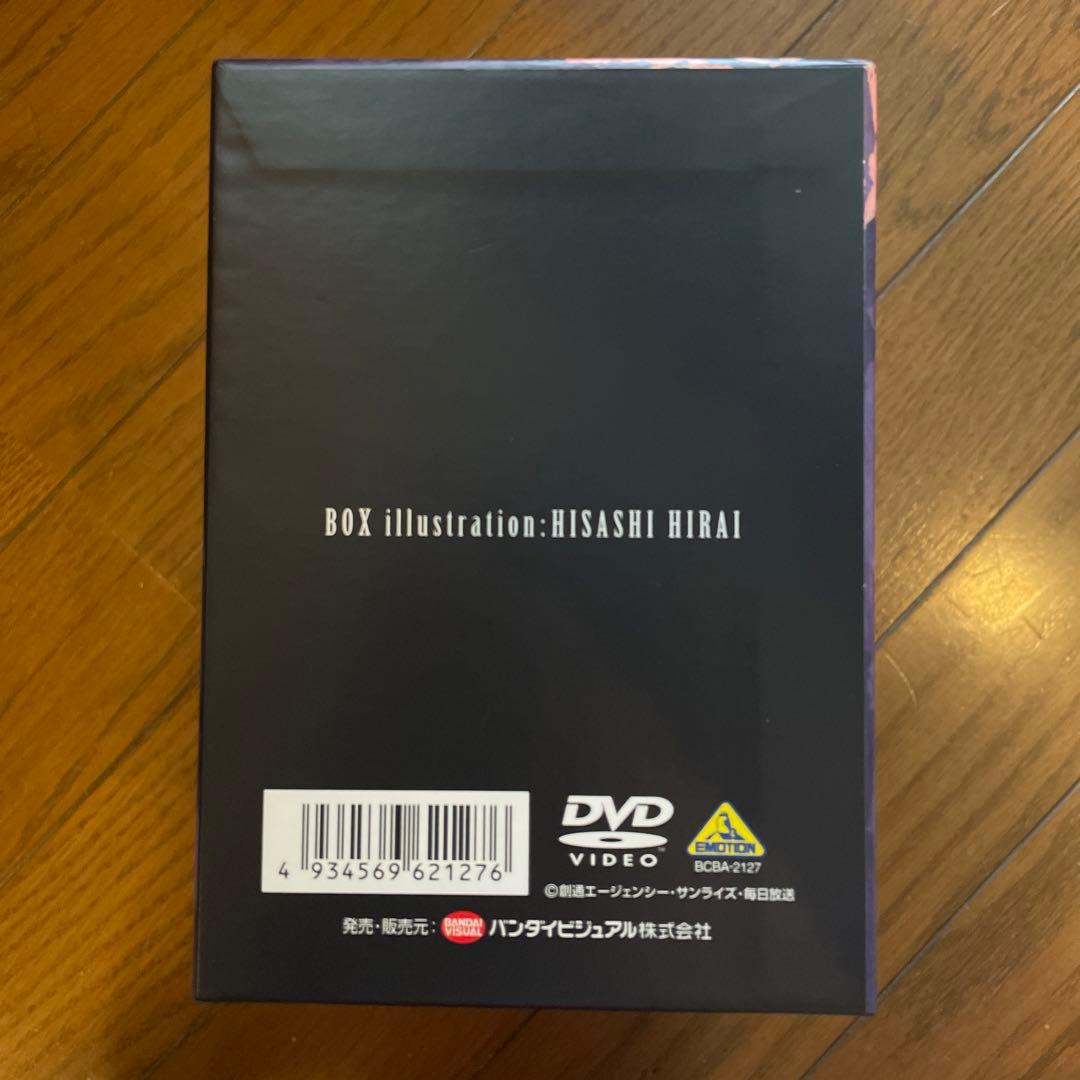 BOX illustration:HISASHI HIRAI
4 934569 621276
DVD
VIDEO
TM
EMOTION
BCBA-2127
©創通エージェンシー・サンライズ・毎日放送
発売・販売元: BANDAI VISUAL バンダイビジュアル株式会社